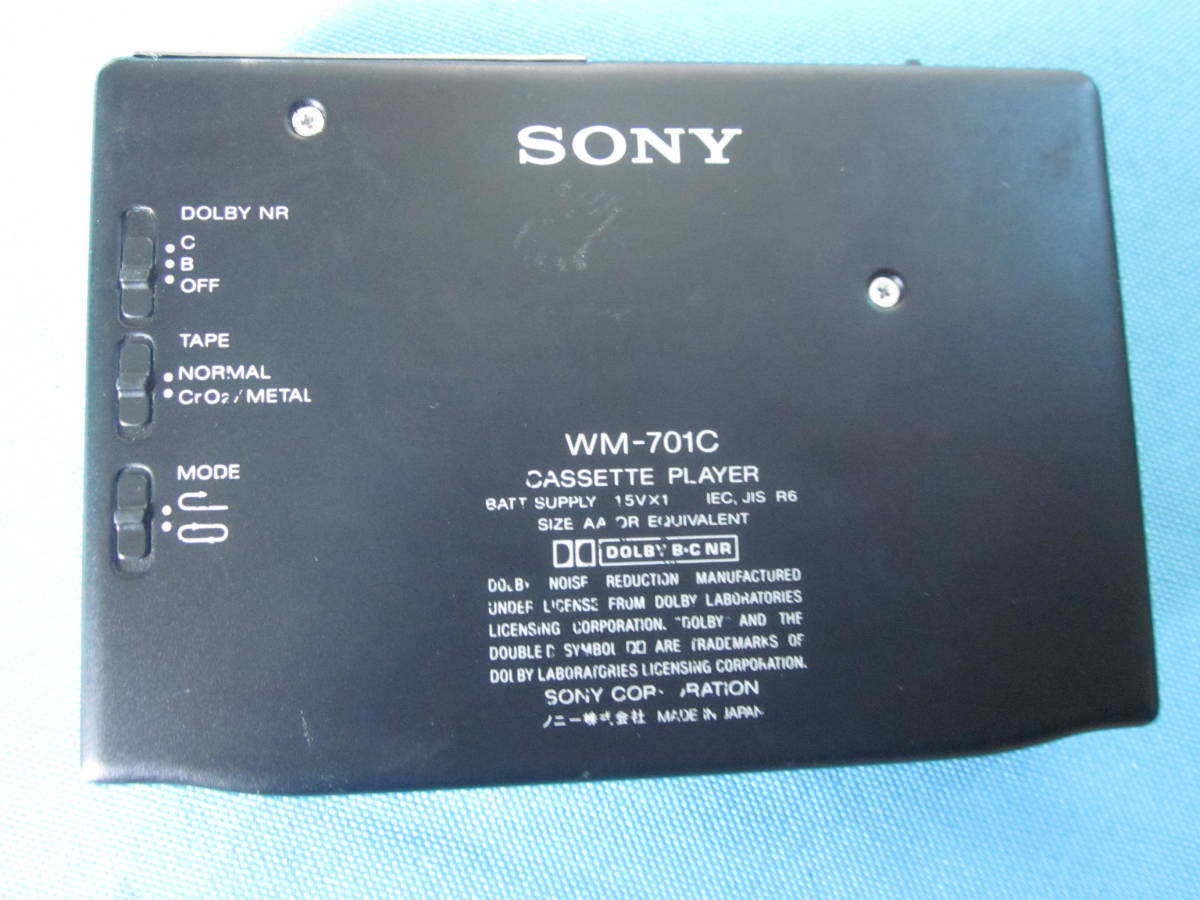 SONY
DOLBY NR
C
B
OFF
TAPE
NORMAL
CrO2/METAL
MODE
WM-701C
CASSETTE PLAYER
BATT SUPPLY 1.5V×1 IEC, JIS R6
SIZE AA OR EQUIVALENT
DOLBY B·C NR
DOLBY NOISE REDUCTION MANUFACTURED
UNDER LICENSE FROM DOLBY LABORATORIES
LICENSING CORPORATION. "DOLBY" AND THE
DOUBLE D SYMBOL ARE TRADEMARKS OF
DOLBY LABORATORIES LICENSING CORPORATION.
SONY CORPORATION
ソニー株式会社 MADE IN JAPAN